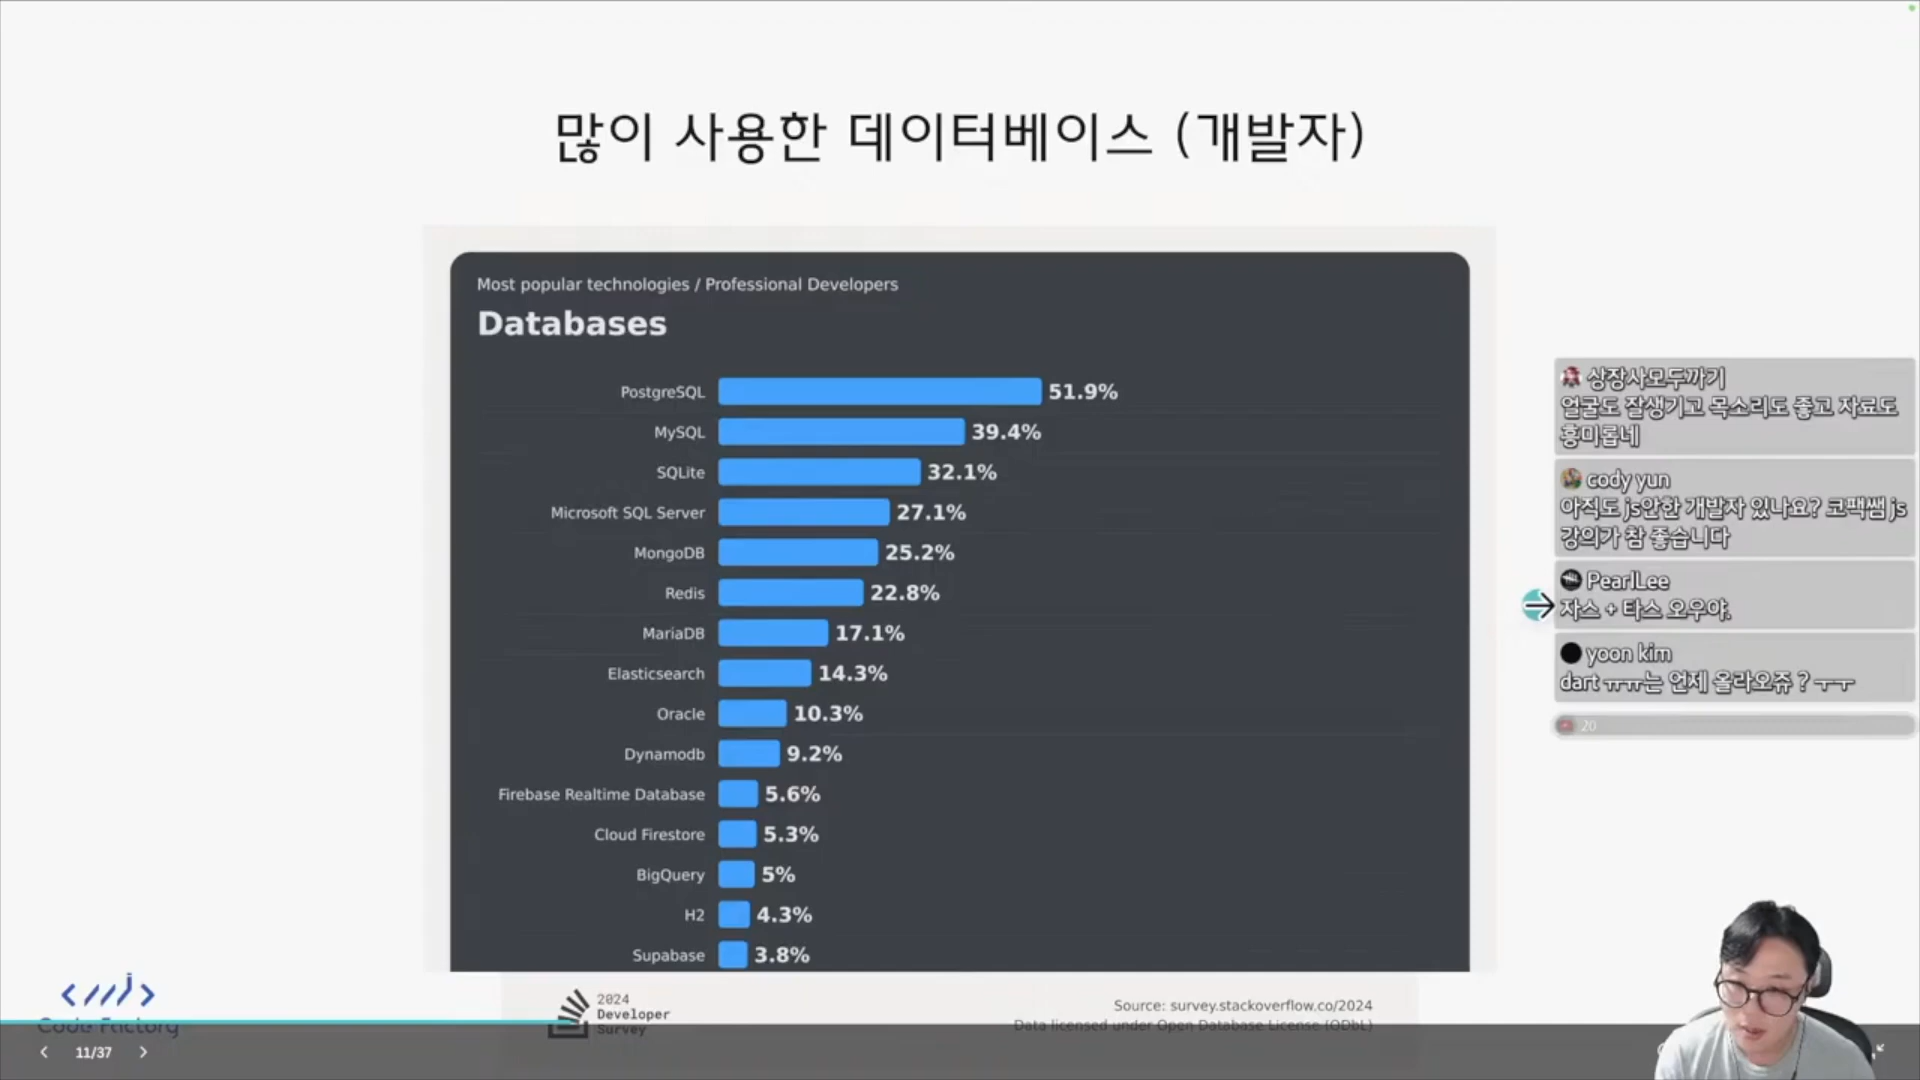 많이 사용한 데이터베이스 (개발자)
Most popular technologies / Professional Developers
Databases
PostgreSQL 51.9%
MySQL 39.4%
SQLite 32.1%
Microsoft SQL Server 27.1%
MongoDB 25.2%
Redis 22.8%
MariaDB 17.1%
Elasticsearch 14.3%
Oracle 10.3%
Dynamodb 9.2%
Firebase Realtime Database 5.6%
Cloud Firestore 5.3%
BigQuery 5%
H2 4.3%
Supabase 3.8%
2024
Developer
Survey
Source: survey.stackoverflow.co/2024
Data licensed under Open Database License (ODbL)
상장사모두까기
얼굴도 잘생기고 목소리도 좋고 자료도
흥미롭네
cody yun
아직도 js안한 개발자 있나요? 코팩쌤 js
강의가 참 좋습니다
PearlLee
자스 + 타스 오우야.
yoon kim
dart ㅠㅠ는 언제 올라오쥬 ? ㅜㅜ
20
Code Factory
11/37